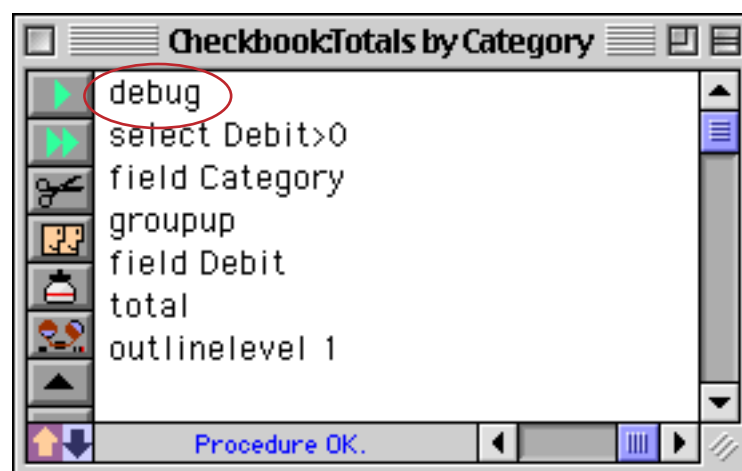 Checkbook:Totals by Category
debug
select Debit>0
field Category
groupup
field Debit
total
outlinelevel 1
Procedure OK.